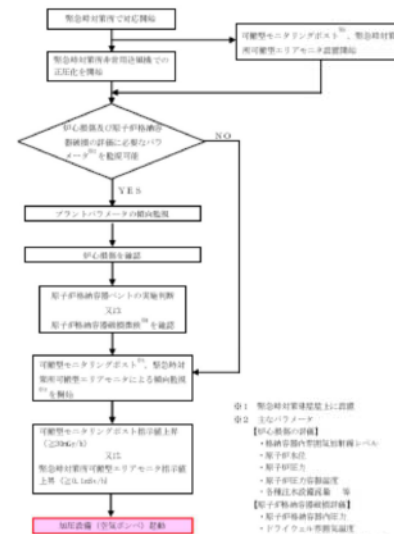 緊急時対策所で対応開始
可搬型モニタリングポスト※1、緊急時対策
所可搬型エリアモニタ設置開始
緊急時対策所非常用送風機での
正圧化を開始
炉心損傷及び原子炉格納容
器破損の評価に必要なパラ
メータ※2を監視可能
NO
YES
プラントパラメータの傾向監視
炉心損傷を確認
原子炉格納容器ベントの実施判断
又は
原子炉格納容器破損徴候を確認
可搬型モニタリングポスト※1、緊急時対
策所可搬型エリアモニタによる傾向監視
を開始
可搬型モニタリングポスト指示値上昇
(≧30mGy/h)
又は
緊急時対策所可搬型エリアモニタ指示値
上昇(≧0.1mSv/h)
加圧設備(空気ボンベ)起動
※1 緊急時対策建屋屋上に設置
※2 主なパラメータ
【炉心損傷の評価】
・格納容器内雰囲気放射線レベル
・原子炉水位
・原子炉圧力
・原子炉圧力容器温度
・各種注水設備流量 等
【原子炉格納容器破損評価】
・原子炉格納容器内圧力
・ドライウェル雰囲気温度